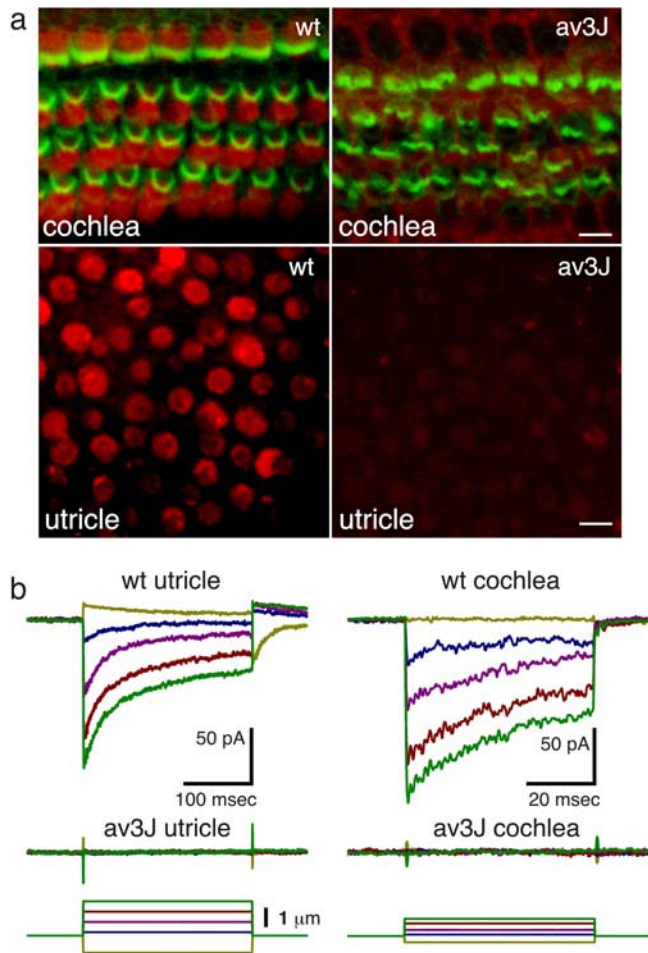 a
wt
av3J
cochlea
cochlea
wt
av3J
utricle
utricle
b
wt utricle
wt cochlea
50 pA
100 msec
50 pA
20 msec
av3J utricle
av3J cochlea
1 μm